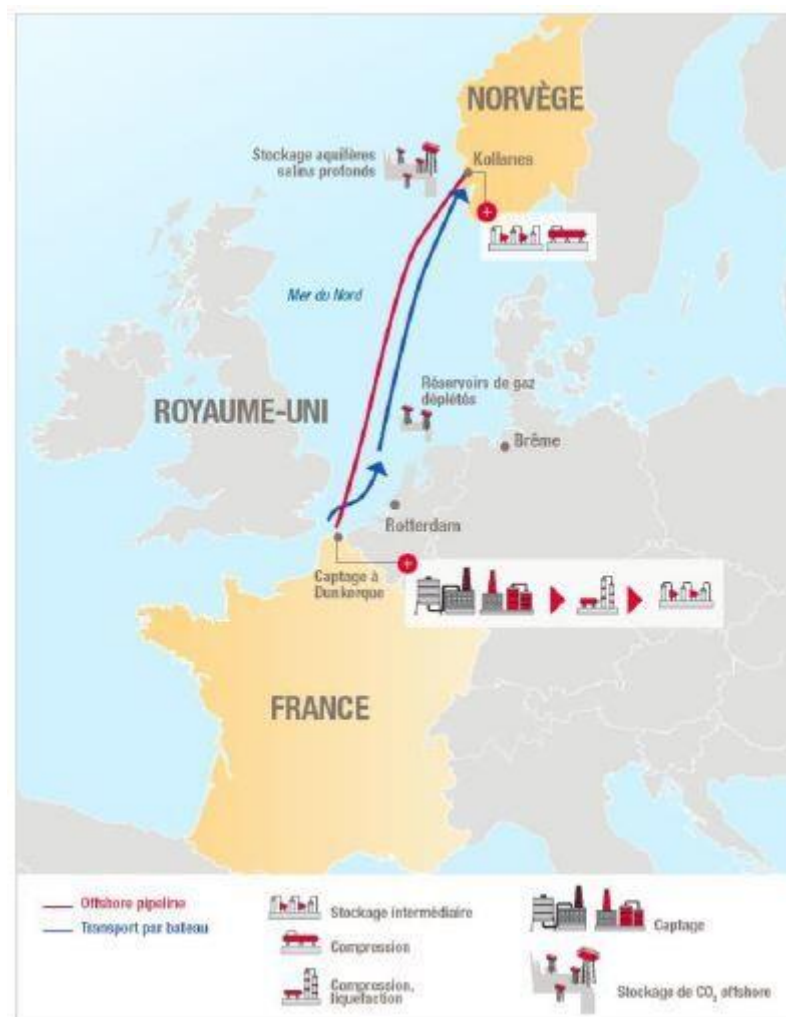 NORVÈGE
Stockage aquifères
salins profonds
Kollsnes
Mer du Nord
Réservoirs de gaz
déplétés
ROYAUME-UNI
Brême
Rotterdam
Captage à
Dunkerque
FRANCE
Offshore pipeline
Transport par bateau
Stockage intermédiaire
Compression
Compression,
liquefaction
Captage
Stockage de CO₂ offshore